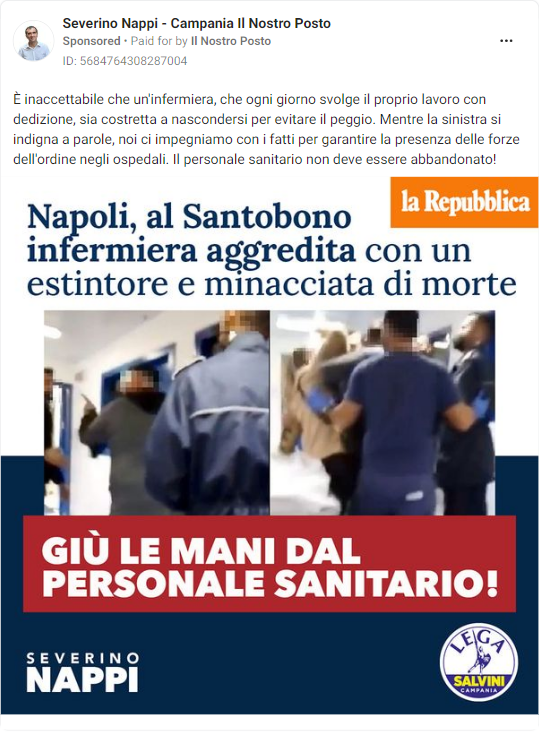 Severino Nappi - Campania Il Nostro Posto
Sponsored • Paid for by Il Nostro Posto
ID: 5684764308287004
È inaccettabile che un'infermiera, che ogni giorno svolge il proprio lavoro con
dedizione, sia costretta a nascondersi per evitare il peggio. Mentre la sinistra si
indigna a parole, noi ci impegniamo con i fatti per garantire la presenza delle forze
dell'ordine negli ospedali. Il personale sanitario non deve essere abbandonato!
la Repubblica
Napoli, al Santobono
infermiera aggredita con un
estintore e minacciata di morte
GIÙ LE MANI DAL
PERSONALE SANITARIO!
SEVERINO
NAPPI
LEGA
SALVINI
CAMPANIA